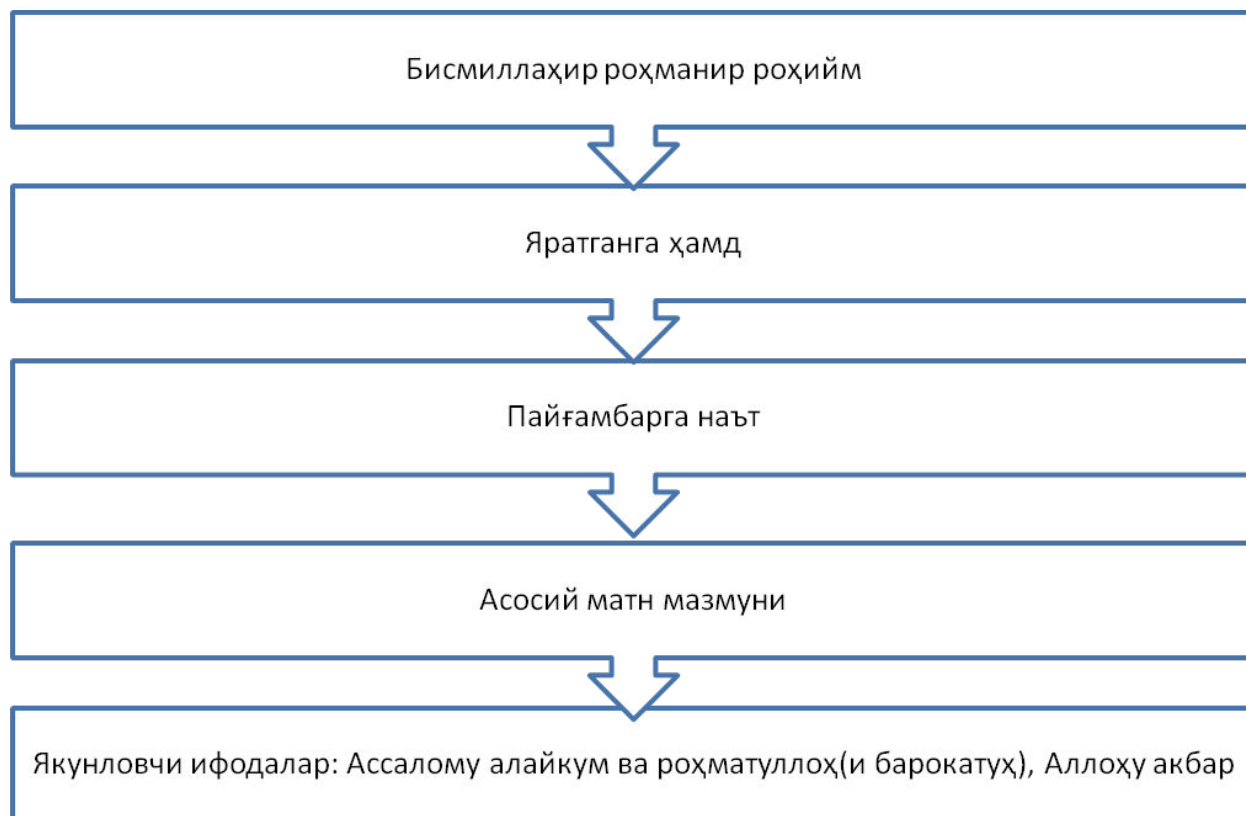 Бисмиллаҳир роҳманир роҳийм
Яратганга ҳамд
Пайғамбарга наът
Асосий матн мазмуни
Якунловчи ифодалар: Ассалому алайкум ва роҳматуллоҳ(и барокатуҳ), Аллоҳу акбар